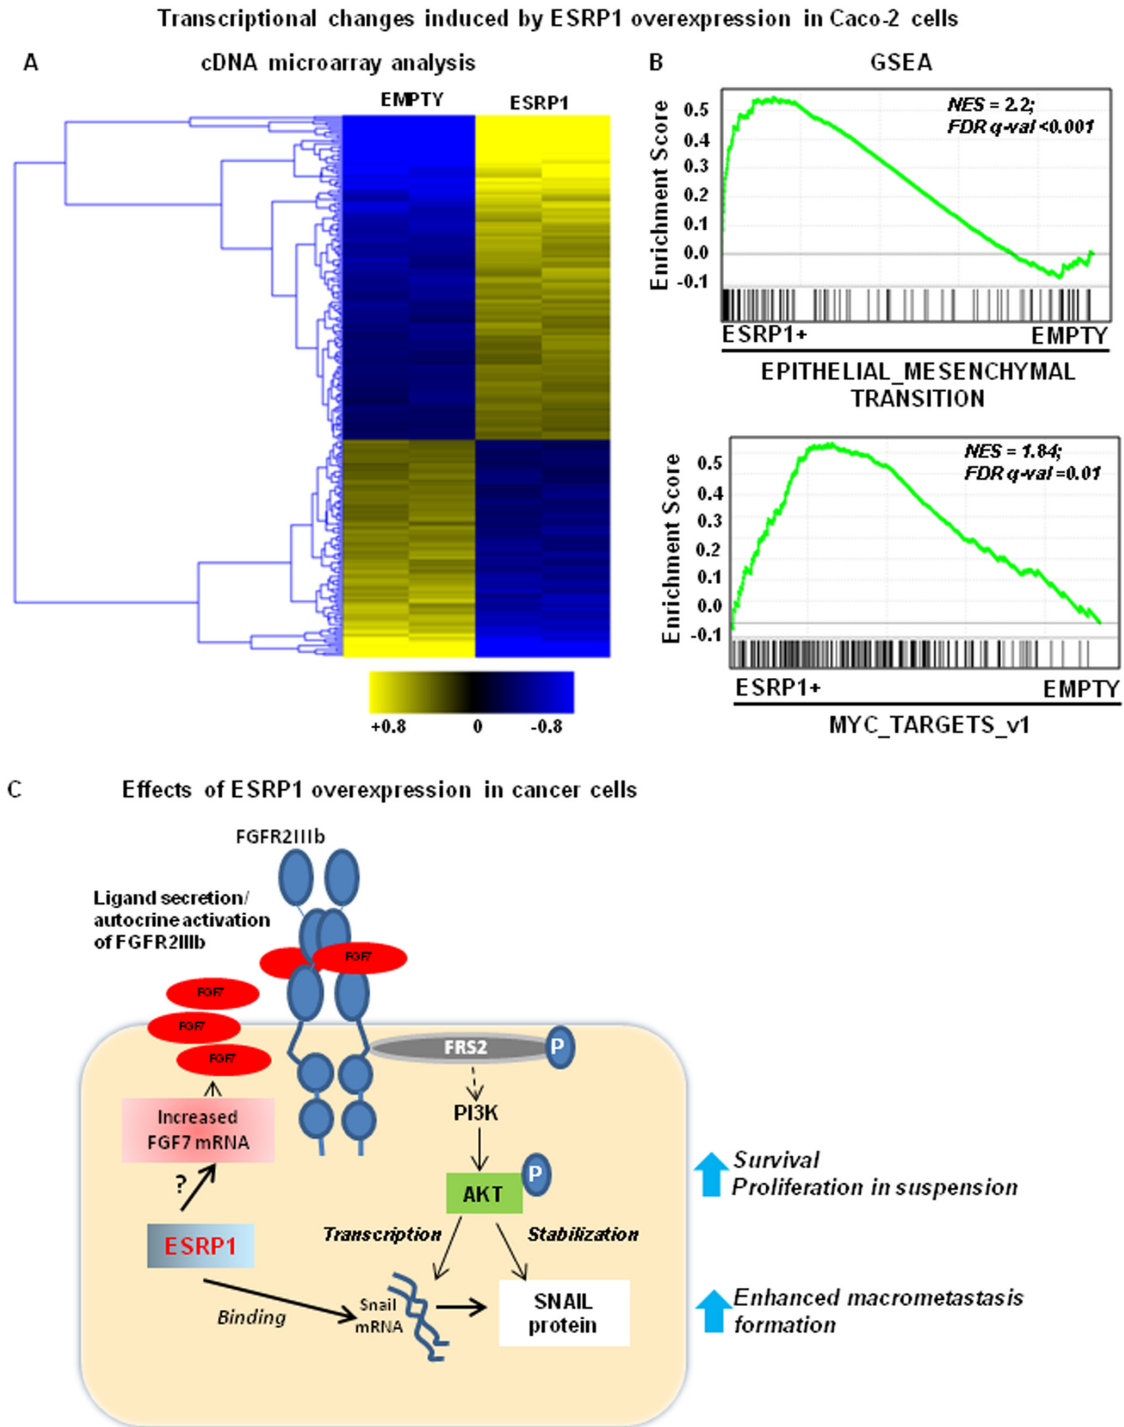 Transcriptional changes induced by ESRP1 overexpression in Caco-2 cells
A
cDNA microarray analysis
EMPTY
ESRP1
+0.8
0
-0.8
B
GSEA
NES = 2.2;
FDR q-val <0.001
Enrichment Score
0.5
0.4
0.3
0.2
0.1
0.0
-0.1
ESRP1+
EMPTY
EPITHELIAL_MESENCHYMAL
TRANSITION
NES = 1.84;
FDR q-val =0.01
Enrichment Score
0.5
0.4
0.3
0.2
0.1
0.0
-0.1
ESRP1+
EMPTY
MYC_TARGETS_v1
C
Effects of ESRP1 overexpression in cancer cells
FGFR2IIIb
Ligand secretion/
autocrine activation
of FGFR2IIIb
FGF7
FGF7
FGF7
FGF7
FRS2
P
PI3K
Increased
FGF7 mRNA
?
AKT
P
ESRP1
Transcription
Stabilization
Binding
Snail
mRNA
SNAIL
protein
Survival
Proliferation in suspension
Enhanced macrometastasis
formation